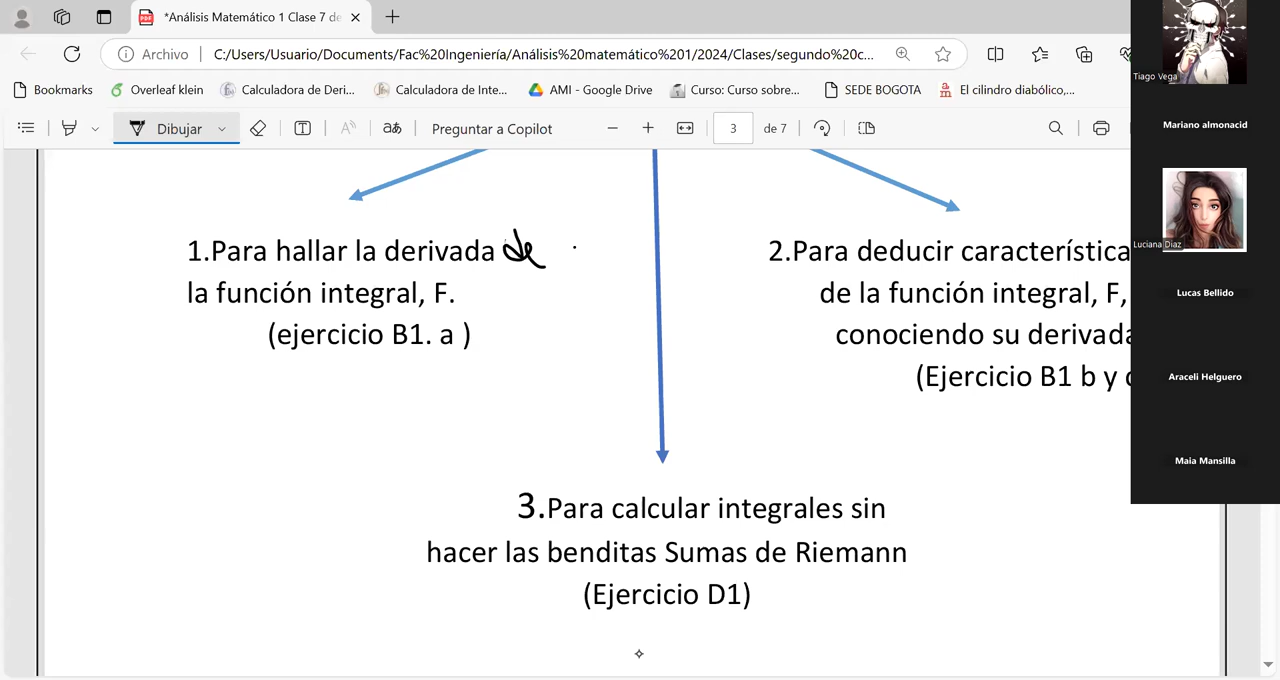 *Análisis Matemático 1 Clase 7 de
Archivo
C:/Users/Usuario/Documents/Fac%20Ingeniería/Análisis%20matemático%201/2024/Clases/segundo%20c...
Bookmarks
Overleaf klein
Calculadora de Deri...
Calculadora de Inte...
AMI - Google Drive
Curso: Curso sobre...
SEDE BOGOTA
El cilindro diabólico,...
Dibujar
aあ
Preguntar a Copilot
3
de 7
1.Para hallar la derivada de
la función integral, F.
(ejercicio B1. a )
2.Para deducir característica
de la función integral, F,
conociendo su derivada
(Ejercicio B1 b y
3.Para calcular integrales sin
hacer las benditas Sumas de Riemann
(Ejercicio D1)
Tiago Vega
Mariano almonacid
Luciana Diaz
Lucas Bellido
Araceli Helguero
Maia Mansilla